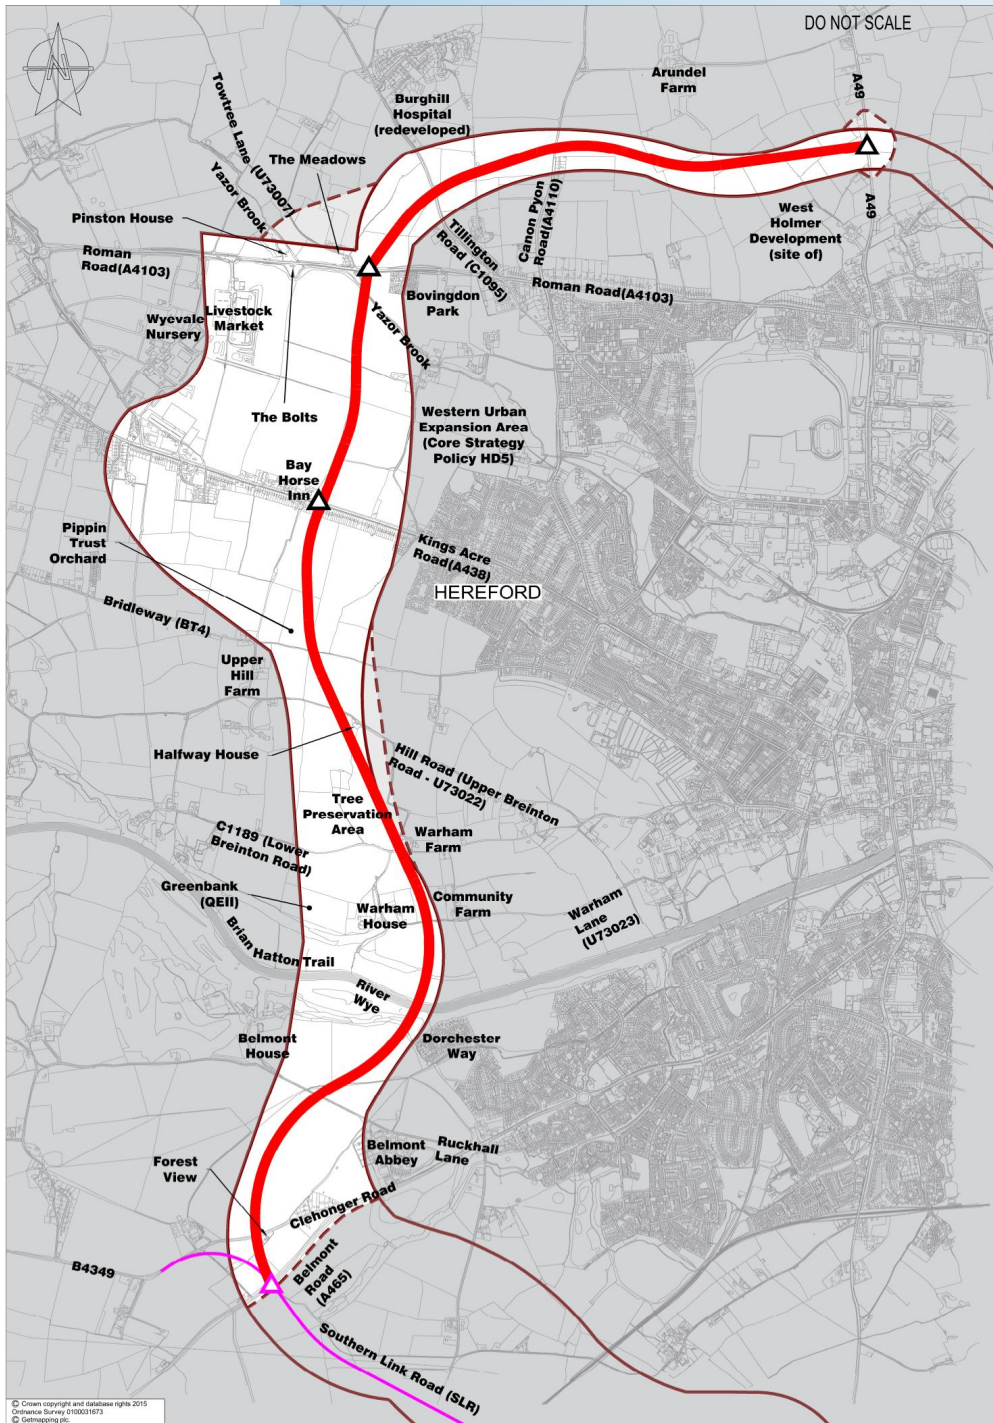 DO NOT SCALE
N
Arundel
Farm
A49
Burghill
Hospital
(redeveloped)
Towtree Lane (U73007)
The Meadows
Yazor Brook
Pinston House
Roman
Road(A4103)
Tillington
Road (C1095)
Canon Pyon
Road(A4110)
West
Holmer
Development
(site of)
A49
Roman Road(A4103)
Bovingdon
Park
Livestock
Market
Wyevale
Nursery
Yazor Brook
The Bolts
Western Urban
Expansion Area
(Core Strategy
Policy HD5)
Bay
Horse
Inn
Pippin
Trust
Orchard
Kings Acre
Road(A438)
HEREFORD
Bridleway (BT4)
Upper
Hill
Farm
Halfway House
Hill Road (Upper Breinton
Road - U73022)
Tree
Preservation
Area
C1189 (Lower
Breinton Road)
Warham
Farm
Greenbank
(QEII)
Community
Farm
Warham
House
Warham
Lane
(U73023)
Brian
Hatton Trail
River
Wye
Belmont
House
Dorchester
Way
Belmont
Abbey
Ruckhall
Lane
Forest
View
Clehonger Road
B4349
Belmont
Road
(A465)
Southern Link Road (SLR)
© Crown copyright and database rights 2015
Ordnance Survey 0100031673
© Getmapping plc.